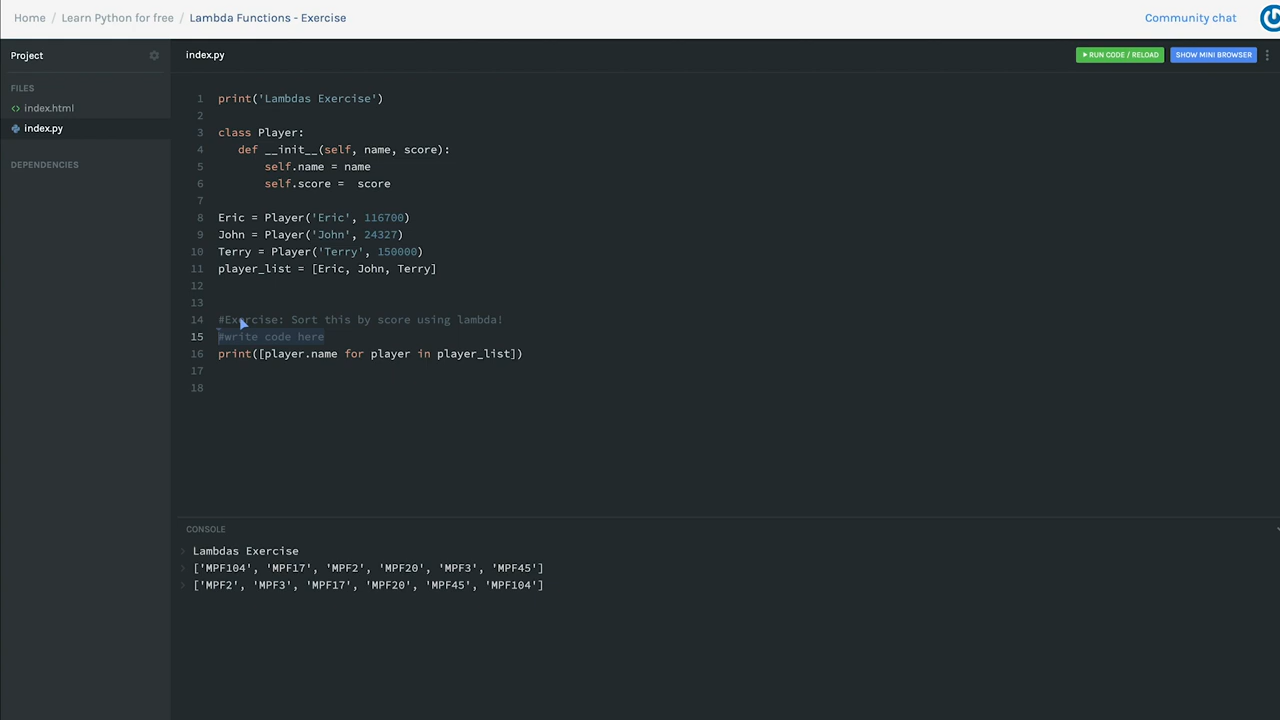 Home / Learn Python for free / Lambda Functions - Exercise
Community chat
Project
index.py
RUN CODE / RELOAD
SHOW MINI BROWSER
FILES
index.html
index.py
DEPENDENCIES
1 print('Lambdas Exercise')
2
3 class Player:
4 def __init__(self, name, score):
5 self.name = name
6 self.score =  score
7
8 Eric = Player('Eric', 116700)
9 John = Player('John', 24327)
10 Terry = Player('Terry', 150000)
11 player_list = [Eric, John, Terry]
12
13
14 #Exercise: Sort this by score using lambda!
15 #write code here
16 print([player.name for player in player_list])
17
18
CONSOLE
Lambdas Exercise
['MPF104', 'MPF17', 'MPF2', 'MPF20', 'MPF3', 'MPF45']
['MPF2', 'MPF3', 'MPF17', 'MPF20', 'MPF45', 'MPF104']